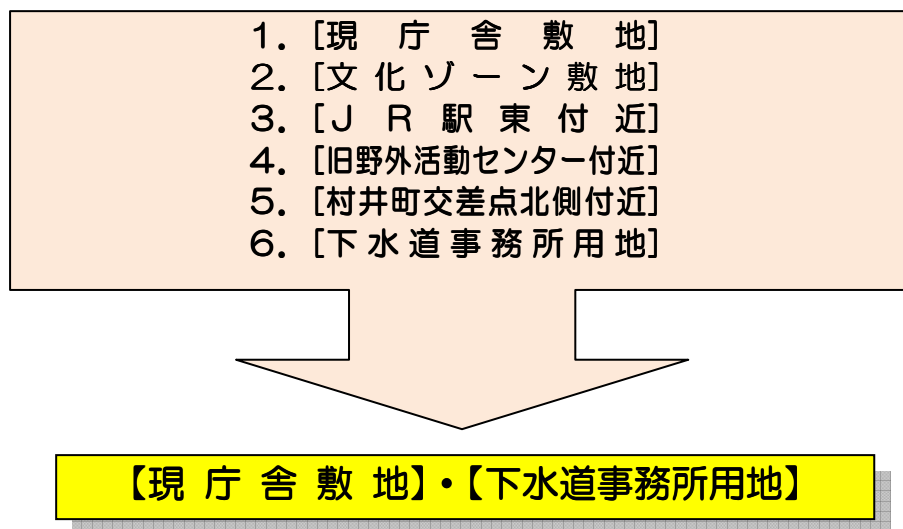 1．[現庁舎敷地]
2．[文化ゾーン敷地]
3．[JR駅東付近]
4．[旧野外活動センター付近]
5．[村井町交差点北側付近]
6．[下水道事務所用地]
【現庁舎敷地】・【下水道事務所用地】